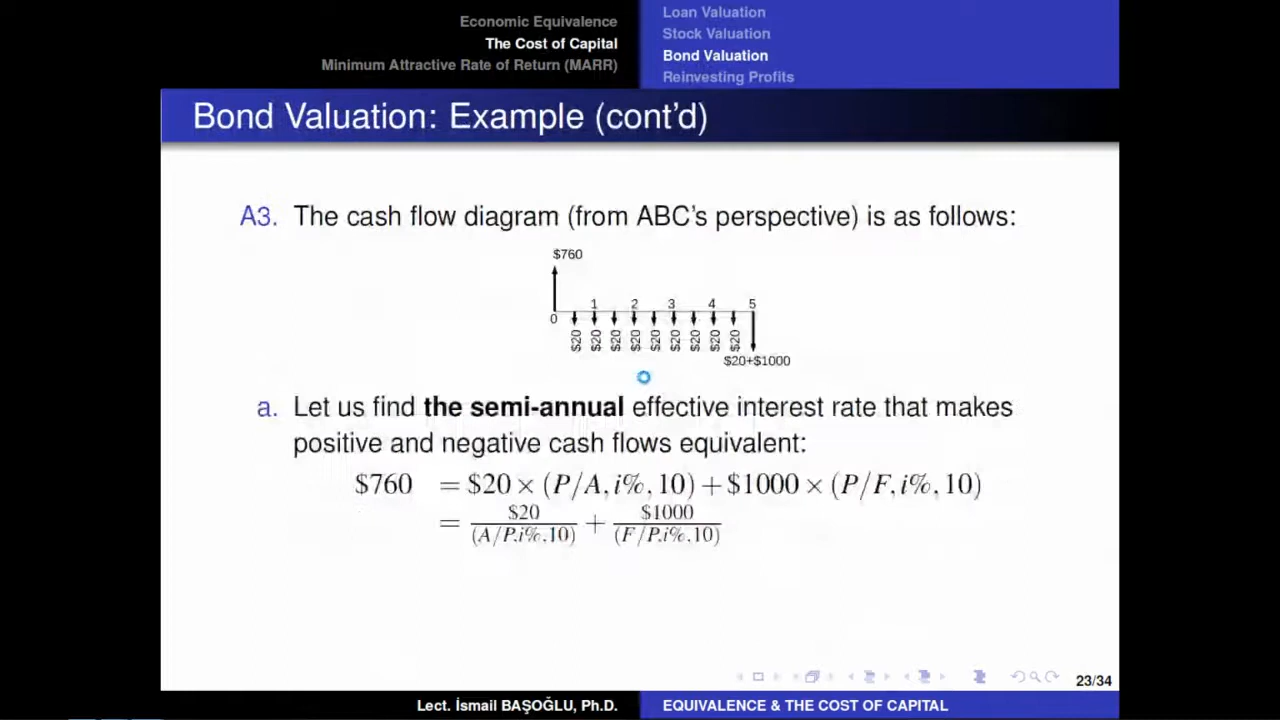 Economic Equivalence
The Cost of Capital
Minimum Attractive Rate of Return (MARR)
Loan Valuation
Stock Valuation
Bond Valuation
Reinvesting Profits
Bond Valuation: Example (cont'd)
A3. The cash flow diagram (from ABC's perspective) is as follows:
$760
1 2 3 4 5
0
$20 $20 $20 $20 $20 $20 $20 $20 $20
$20+$1000
a. Let us find the semi-annual effective interest rate that makes
positive and negative cash flows equivalent:
$760 = $20 × (P/A, i%, 10) + $1000 × (P/F, i%, 10)
= $20/(A/P,i%,10) + $1000/(F/P,i%,10)
23/34
Lect. İsmail BAŞOĞLU, Ph.D.
EQUIVALENCE & THE COST OF CAPITAL